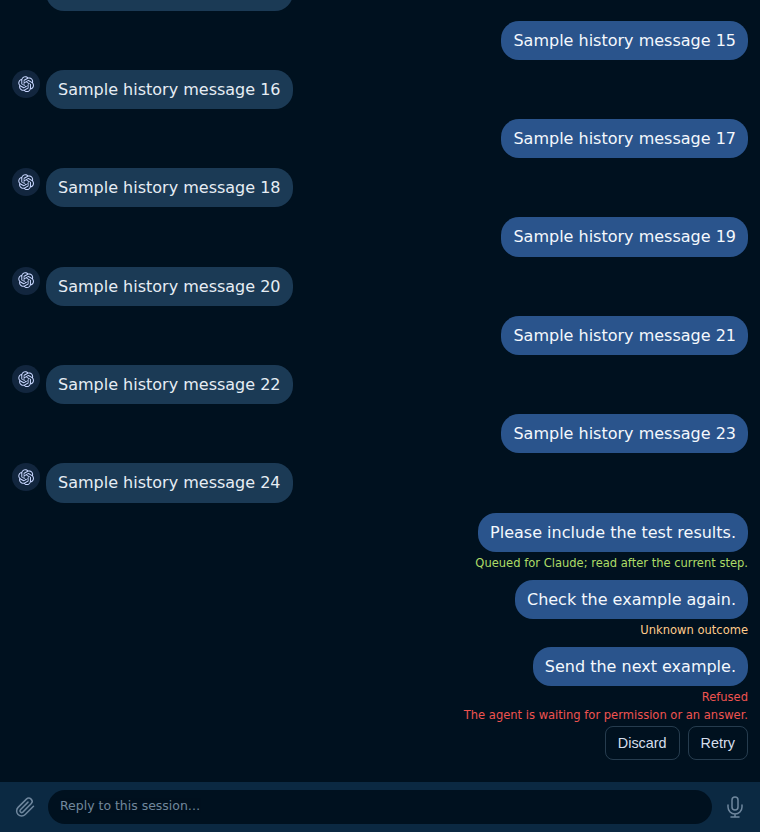 Sample history message 15
Sample history message 16
Sample history message 17
Sample history message 18
Sample history message 19
Sample history message 20
Sample history message 21
Sample history message 22
Sample history message 23
Sample history message 24
Please include the test results.
Queued for Claude; read after the current step.
Check the example again.
Unknown outcome
Send the next example.
Refused
The agent is waiting for permission or an answer.
Discard Retry
Reply to this session...